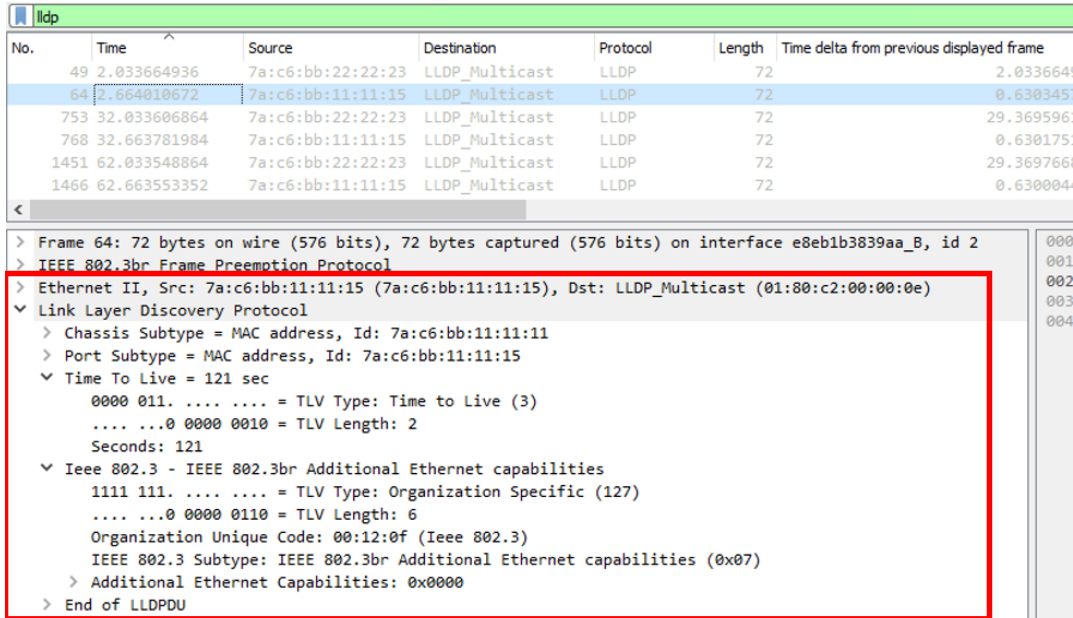 lldp
No. Time Source Destination Protocol Length Time delta from previous displayed frame
49 2.033664936 7a:c6:bb:22:22:23 LLDP_Multicast LLDP 72 2.0336649
64 2.664010672 7a:c6:bb:11:11:15 LLDP_Multicast LLDP 72 0.6303457
753 32.033606864 7a:c6:bb:22:22:23 LLDP_Multicast LLDP 72 29.3695961
768 32.663781984 7a:c6:bb:11:11:15 LLDP_Multicast LLDP 72 0.6301751
1451 62.033548864 7a:c6:bb:22:22:23 LLDP_Multicast LLDP 72 29.3697668
1466 62.663553352 7a:c6:bb:11:11:15 LLDP_Multicast LLDP 72 0.6300044
Frame 64: 72 bytes on wire (576 bits), 72 bytes captured (576 bits) on interface e8eb1b3839aa_B, id 2
IEEE 802.3br Frame Preemption Protocol
Ethernet II, Src: 7a:c6:bb:11:11:15 (7a:c6:bb:11:11:15), Dst: LLDP_Multicast (01:80:c2:00:00:0e)
Link Layer Discovery Protocol
Chassis Subtype = MAC address, Id: 7a:c6:bb:11:11:11
Port Subtype = MAC address, Id: 7a:c6:bb:11:11:15
Time To Live = 121 sec
0000 011. .... .... = TLV Type: Time to Live (3)
.... ...0 0000 0010 = TLV Length: 2
Seconds: 121
Ieee 802.3 - IEEE 802.3br Additional Ethernet capabilities
1111 111. .... .... = TLV Type: Organization Specific (127)
.... ...0 0000 0110 = TLV Length: 6
Organization Unique Code: 00:12:0f (Ieee 802.3)
IEEE 802.3 Subtype: IEEE 802.3br Additional Ethernet capabilities (0x07)
Additional Ethernet Capabilities: 0x0000
End of LLDPDU
000
001
002
003
004